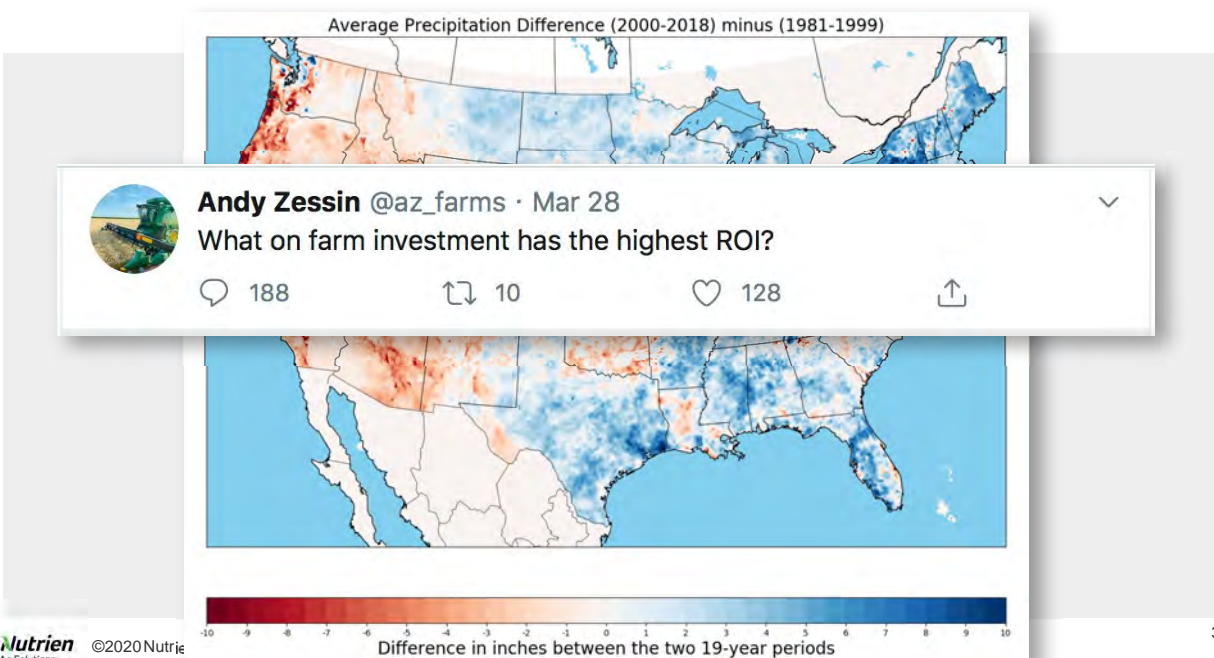 Average Precipitation Difference (2000-2018) minus (1981-1999)
Andy Zessin @az_farms · Mar 28
What on farm investment has the highest ROI?
188 10 128
-10 -9 -8 -7 -6 -5 -4 -3 -2 -1 0 1 2 3 4 5 6 7 8 9 10
Difference in inches between the two 19-year periods
Nutrien ©2020 Nutrie